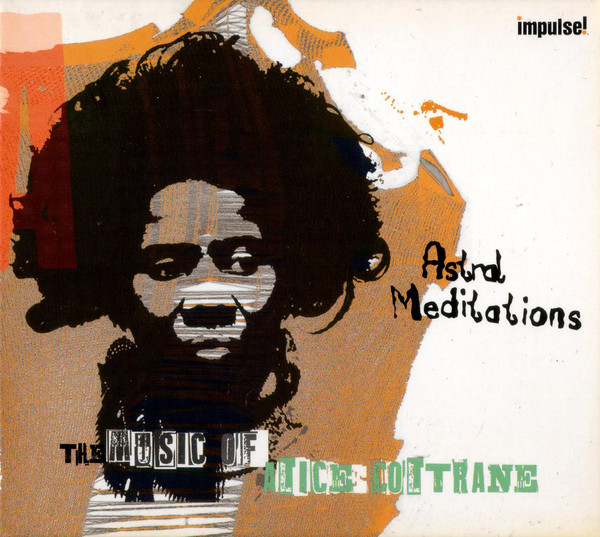 impulse!
Astral
Meditations
THE MUSIC OF
ALICE COLTRANE